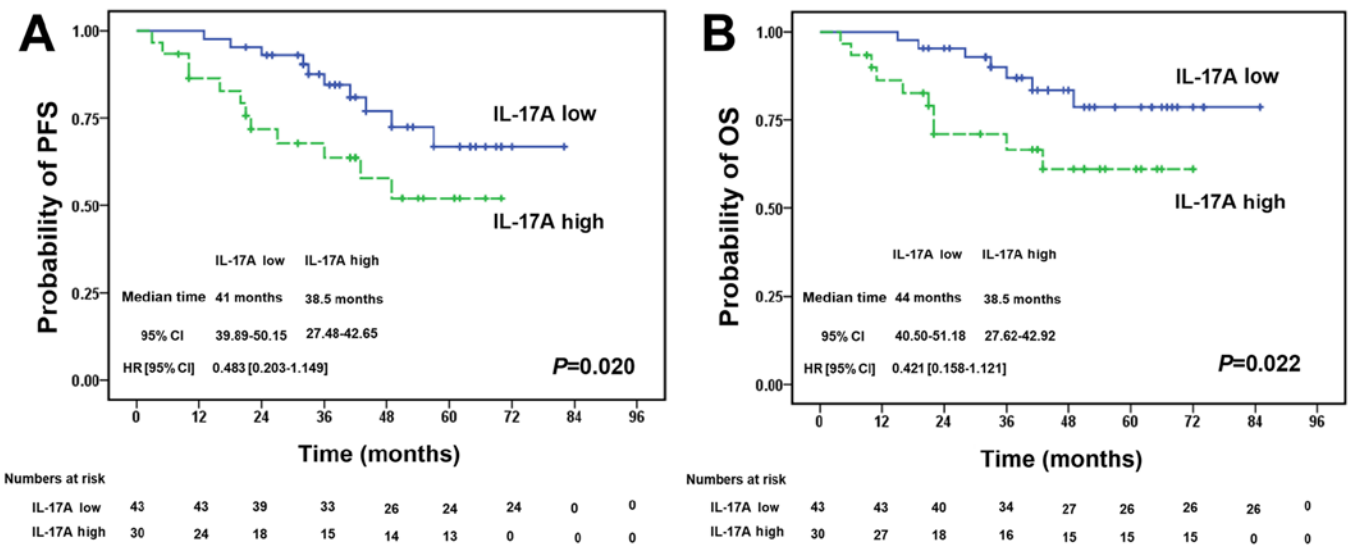 A
1.00
0.75
0.50
0.25
0.00
Probability of PFS
IL-17A low
IL-17A high
IL-17A low IL-17A high
Median time 41 months 38.5 months
95% CI 39.89-50.15 27.48-42.65
HR [95% CI] 0.483 [0.203-1.149]
P=0.020
0 12 24 36 48 60 72 84 96
Time (months)
Numbers at risk
IL-17A low 43 43 39 33 26 24 24 0 0
IL-17A high 30 24 18 15 14 13 0 0 0
B
1.00
0.75
0.50
0.25
0.00
Probability of OS
IL-17A low
IL-17A high
IL-17A low IL-17A high
Median time 44 months 38.5 months
95% CI 40.50-51.18 27.62-42.92
HR [95% CI] 0.421 [0.158-1.121]
P=0.022
0 12 24 36 48 60 72 84 96
Time (months)
Numbers at risk
IL-17A low 43 43 40 34 27 26 26 26 0
IL-17A high 30 27 18 16 15 15 15 0 0